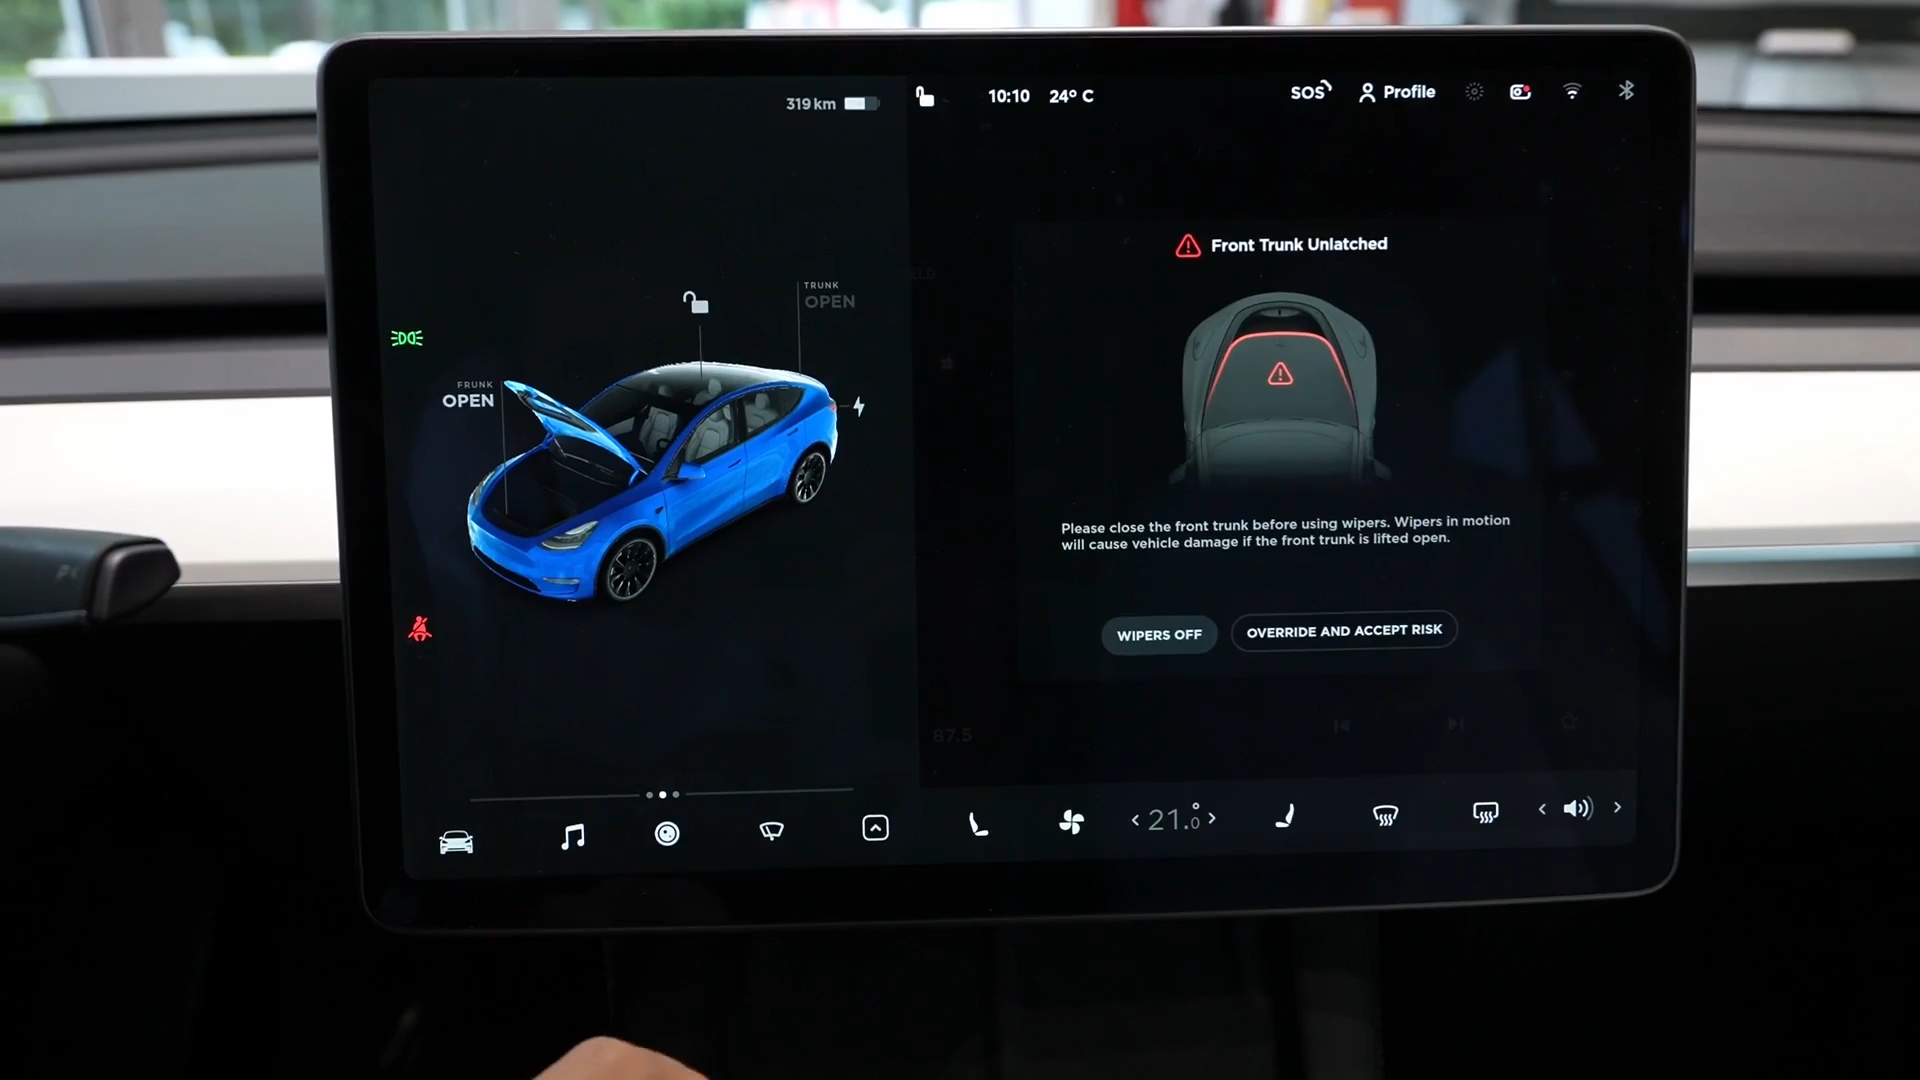 319 km
10:10 24° C
SOS
Profile
TRUNK
OPEN
FRUNK
OPEN
Front Trunk Unlatched
Please close the front trunk before using wipers. Wipers in motion
will cause vehicle damage if the front trunk is lifted open.
WIPERS OFF
OVERRIDE AND ACCEPT RISK
87.5
< 21.0° >